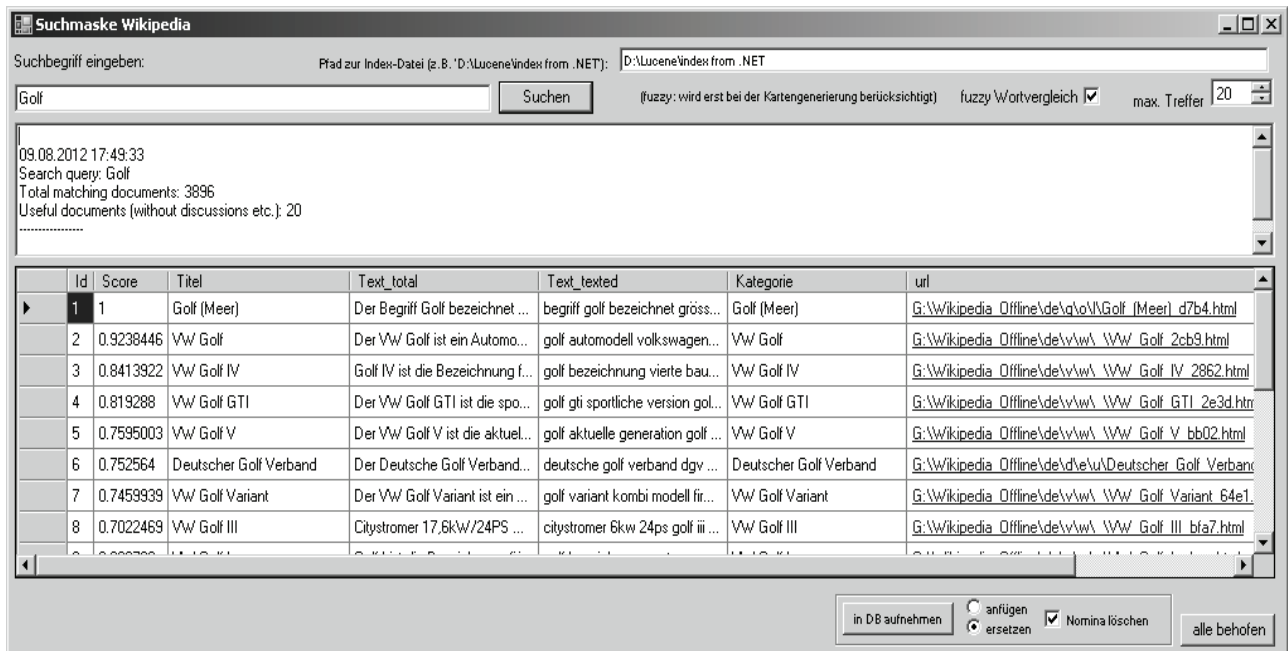 Suchmaske Wikipedia
Suchbegriff eingeben: Pfad zur Index-Datei (z.B. 'D:\Lucene\index from .NET'): D:\Lucene\index from .NET
Golf Suchen (fuzzy: wird erst bei der Kartengenerierung berücksichtigt) fuzzy Wortvergleich max. Treffer 20
09.08.2012 17:49:33
Search query: Golf
Total matching documents: 3896
Useful documents (without discussions etc.): 20
-----------------
Id Score Titel Text_total Text_texted Kategorie url
1 1 Golf (Meer) Der Begriff Golf bezeichnet ... begriff golf bezeichnet gröss... Golf (Meer) G:\Wikipedia_Offline\de\g\o\l\Golf_(Meer)_d7b4.html
2 0.9238446 VW Golf Der VW Golf ist ein Automo... golf automodell volkswagen... VW Golf G:\Wikipedia_Offline\de\v\w\_\VW_Golf_2cb9.html
3 0.8413922 VW Golf IV Golf IV ist die Bezeichnung f... golf bezeichnung vierte bau... VW Golf IV G:\Wikipedia_Offline\de\v\w\_\VW_Golf_IV_2862.html
4 0.819288 VW Golf GTI Der VW Golf GTI ist die spo... golf gti sportliche version gol... VW Golf GTI G:\Wikipedia_Offline\de\v\w\_\VW_Golf_GTI_2e3d.htm
5 0.7595003 VW Golf V Der VW Golf V ist die aktuel... golf aktuelle generation golf ... VW Golf V G:\Wikipedia_Offline\de\v\w\_\VW_Golf_V_bb02.html
6 0.752564 Deutscher Golf Verband Der Deutsche Golf Verband... deutsche golf verband dgv ... Deutscher Golf Verband G:\Wikipedia_Offline\de\d\e\u\Deutscher_Golf_Verband
7 0.7459939 VW Golf Variant Der VW Golf Variant ist ein ... golf variant kombi modell fir... VW Golf Variant G:\Wikipedia_Offline\de\v\w\_\VW_Golf_Variant_64e1.
8 0.7022469 VW Golf III Citystromer 17,6kW/24PS ... citystromer 6kw 24ps golf iii ... VW Golf III G:\Wikipedia_Offline\de\v\w\_\VW_Golf_III_bfa7.html
in DB aufnehmen anfügen ersetzen Nomina löschen alle behofen